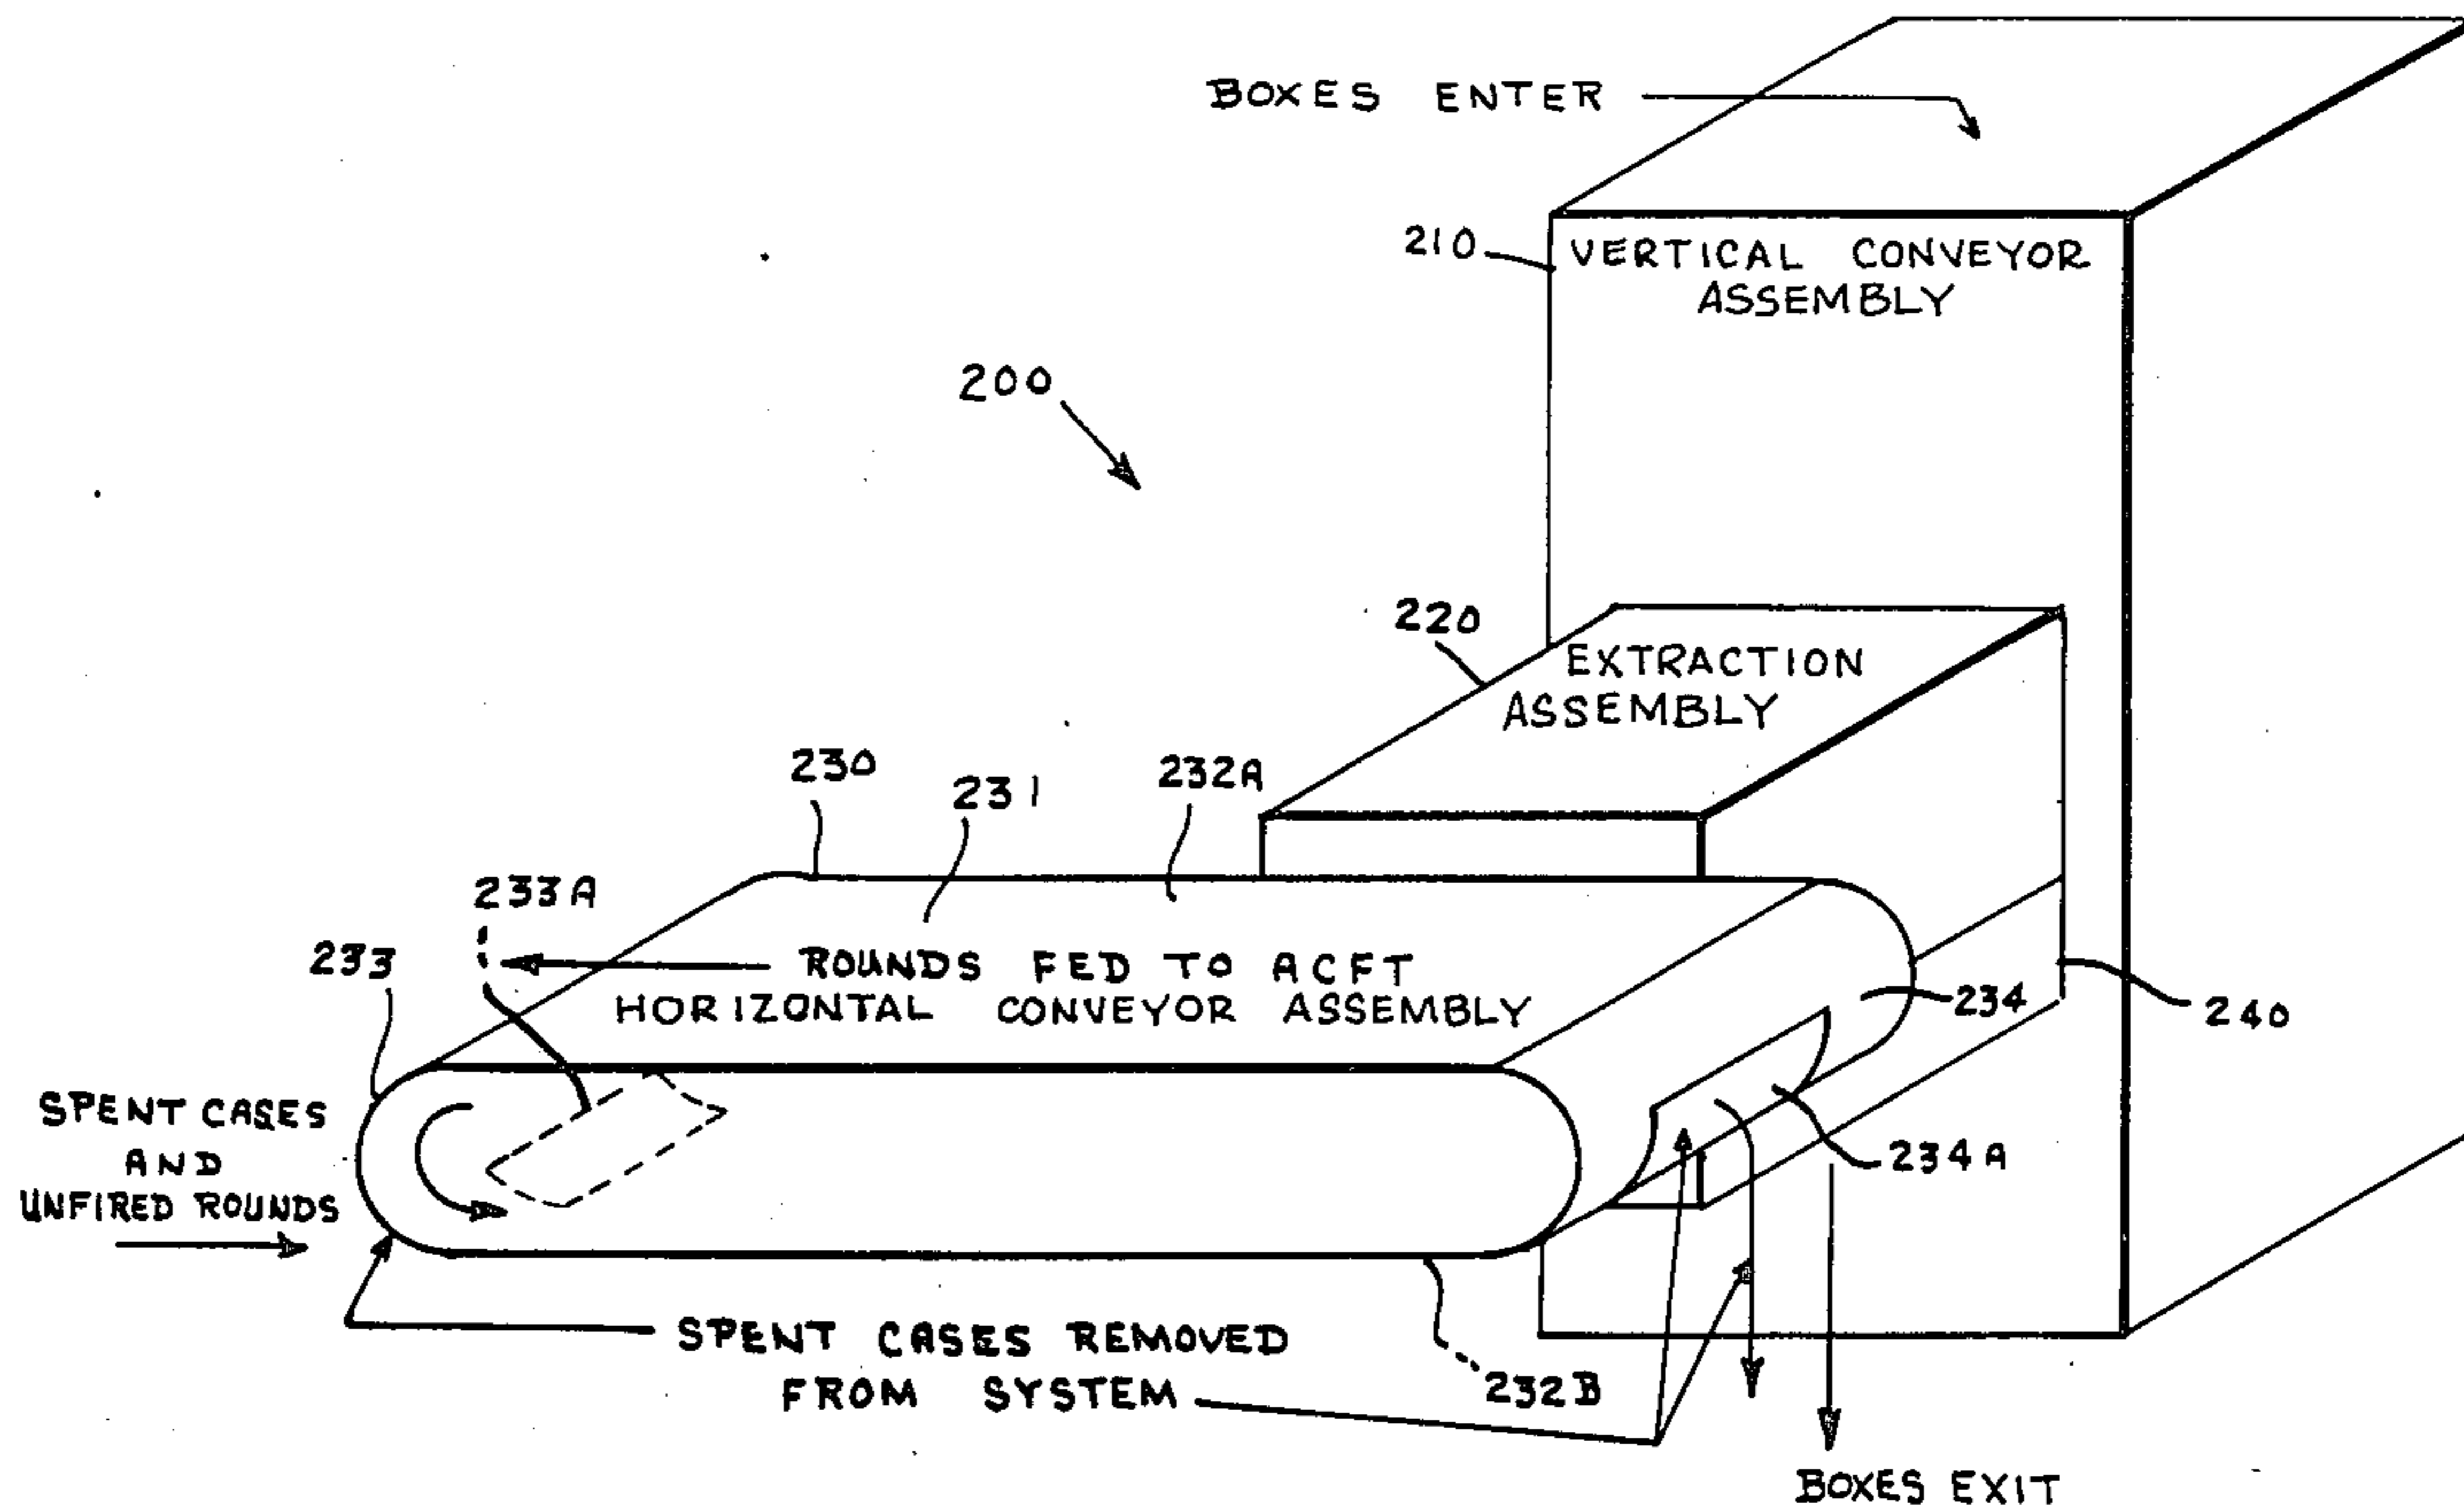 BOXES ENTER
210
VERTICAL CONVEYOR
ASSEMBLY
200
220
EXTRACTION
ASSEMBLY
230
231
232A
233A
233
ROUNDS FED TO ACFT
HORIZONTAL CONVEYOR ASSEMBLY
234
240
SPENT CASES
AND
UNFIRED ROUNDS
234A
SPENT CASES REMOVED
FROM SYSTEM
232B
BOXES EXIT